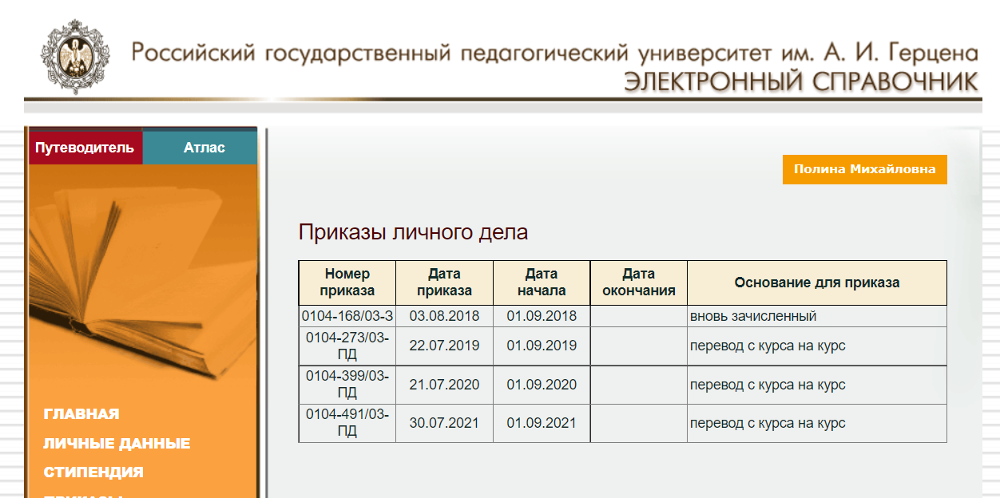 Российский государственный педагогический университет им. А. И. Герцена
ЭЛЕКТРОННЫЙ СПРАВОЧНИК
Путеводитель Атлас
Полина Михайловна
Приказы личного дела
Номер приказа Дата приказа Дата начала Дата окончания Основание для приказа
0104-168/03-З 03.08.2018 01.09.2018 вновь зачисленный
0104-273/03-ПД 22.07.2019 01.09.2019 перевод с курса на курс
0104-399/03-ПД 21.07.2020 01.09.2020 перевод с курса на курс
0104-491/03-ПД 30.07.2021 01.09.2021 перевод с курса на курс
ГЛАВНАЯ
ЛИЧНЫЕ ДАННЫЕ
СТИПЕНДИЯ